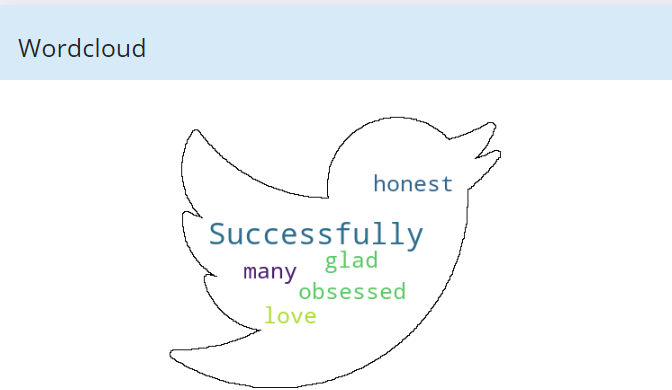 Wordcloud
honest
Successfully
glad
many
obsessed
love